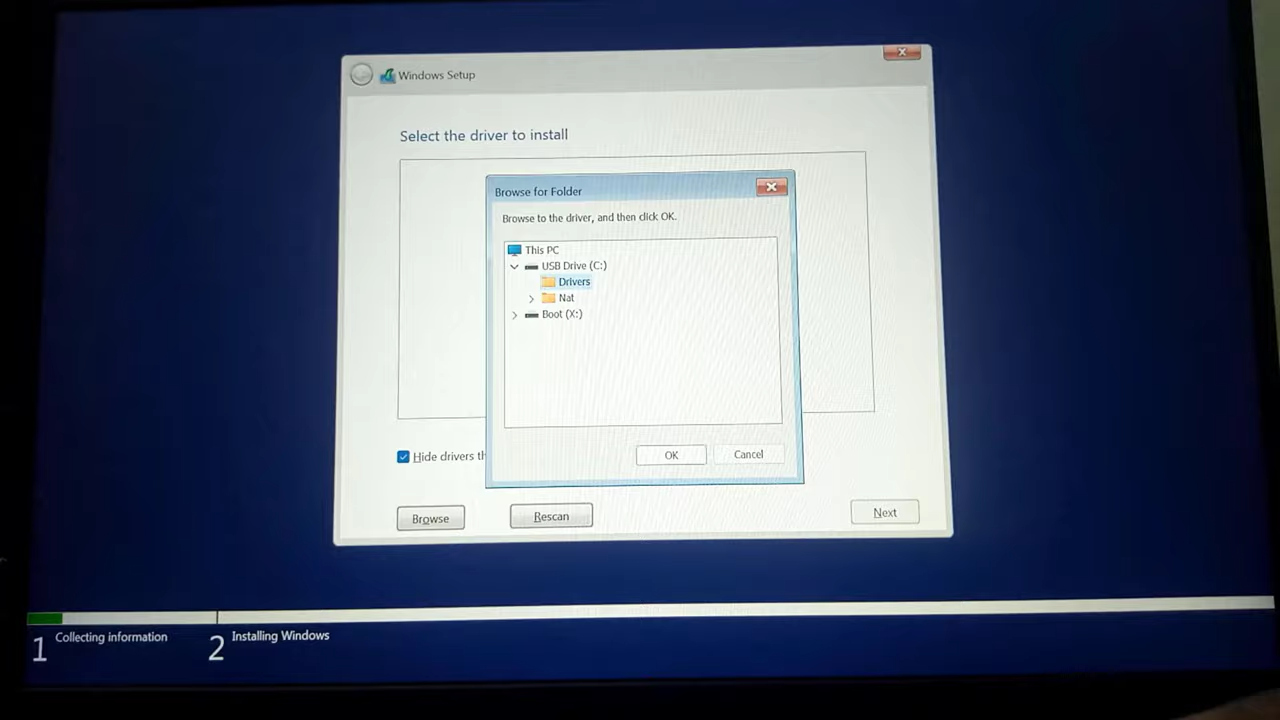 Windows Setup
Select the driver to install
Browse for Folder
Browse to the driver, and then click OK.
This PC
USB Drive (C:)
Drivers
Nat
Boot (X:)
OK
Cancel
Hide drivers th
Browse
Rescan
Next
1 Collecting information
2 Installing Windows